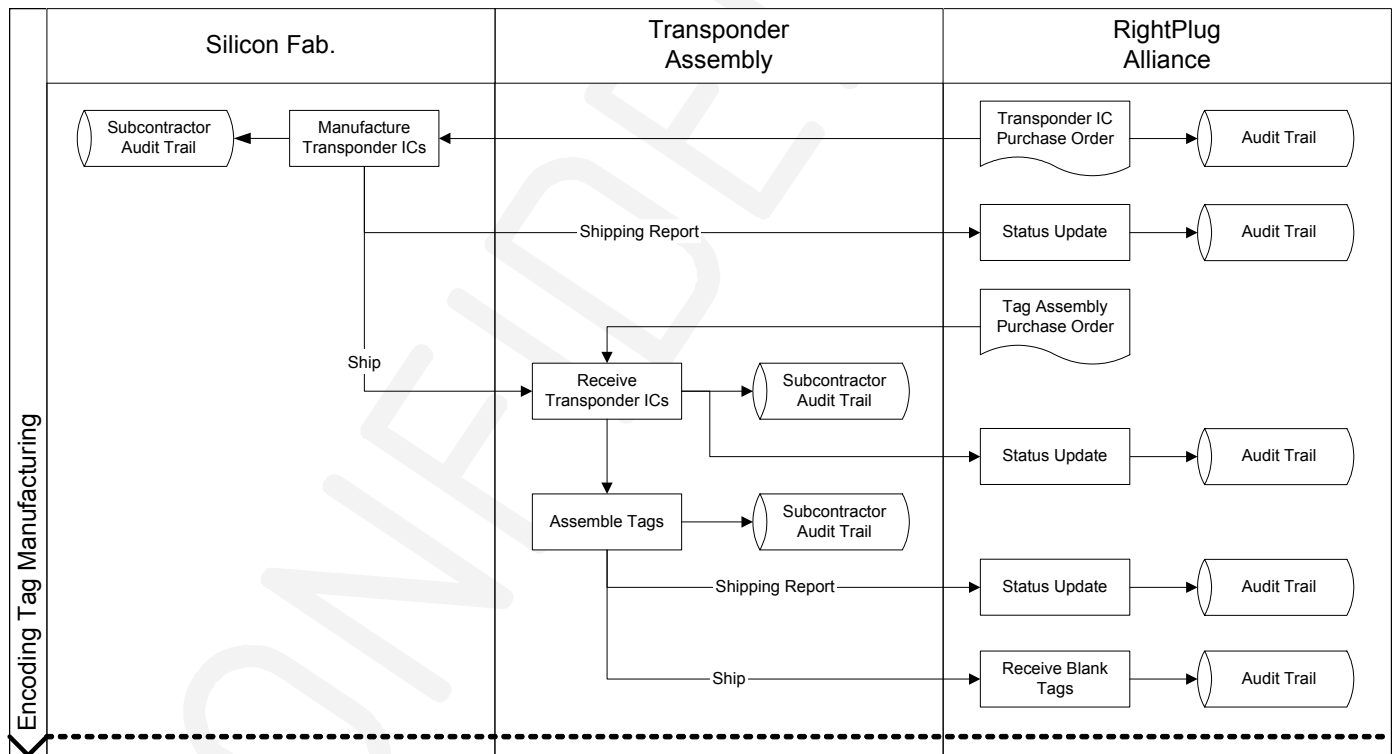 Silicon Fab.
Transponder
Assembly
RightPlug
Alliance
Encoding Tag Manufacturing
Subcontractor
Audit Trail
Manufacture
Transponder ICs
Transponder IC
Purchase Order
Audit Trail
Shipping Report
Status Update
Audit Trail
Tag Assembly
Purchase Order
Ship
Receive
Transponder ICs
Subcontractor
Audit Trail
Status Update
Audit Trail
Assemble Tags
Subcontractor
Audit Trail
Shipping Report
Status Update
Audit Trail
Ship
Receive Blank
Tags
Audit Trail